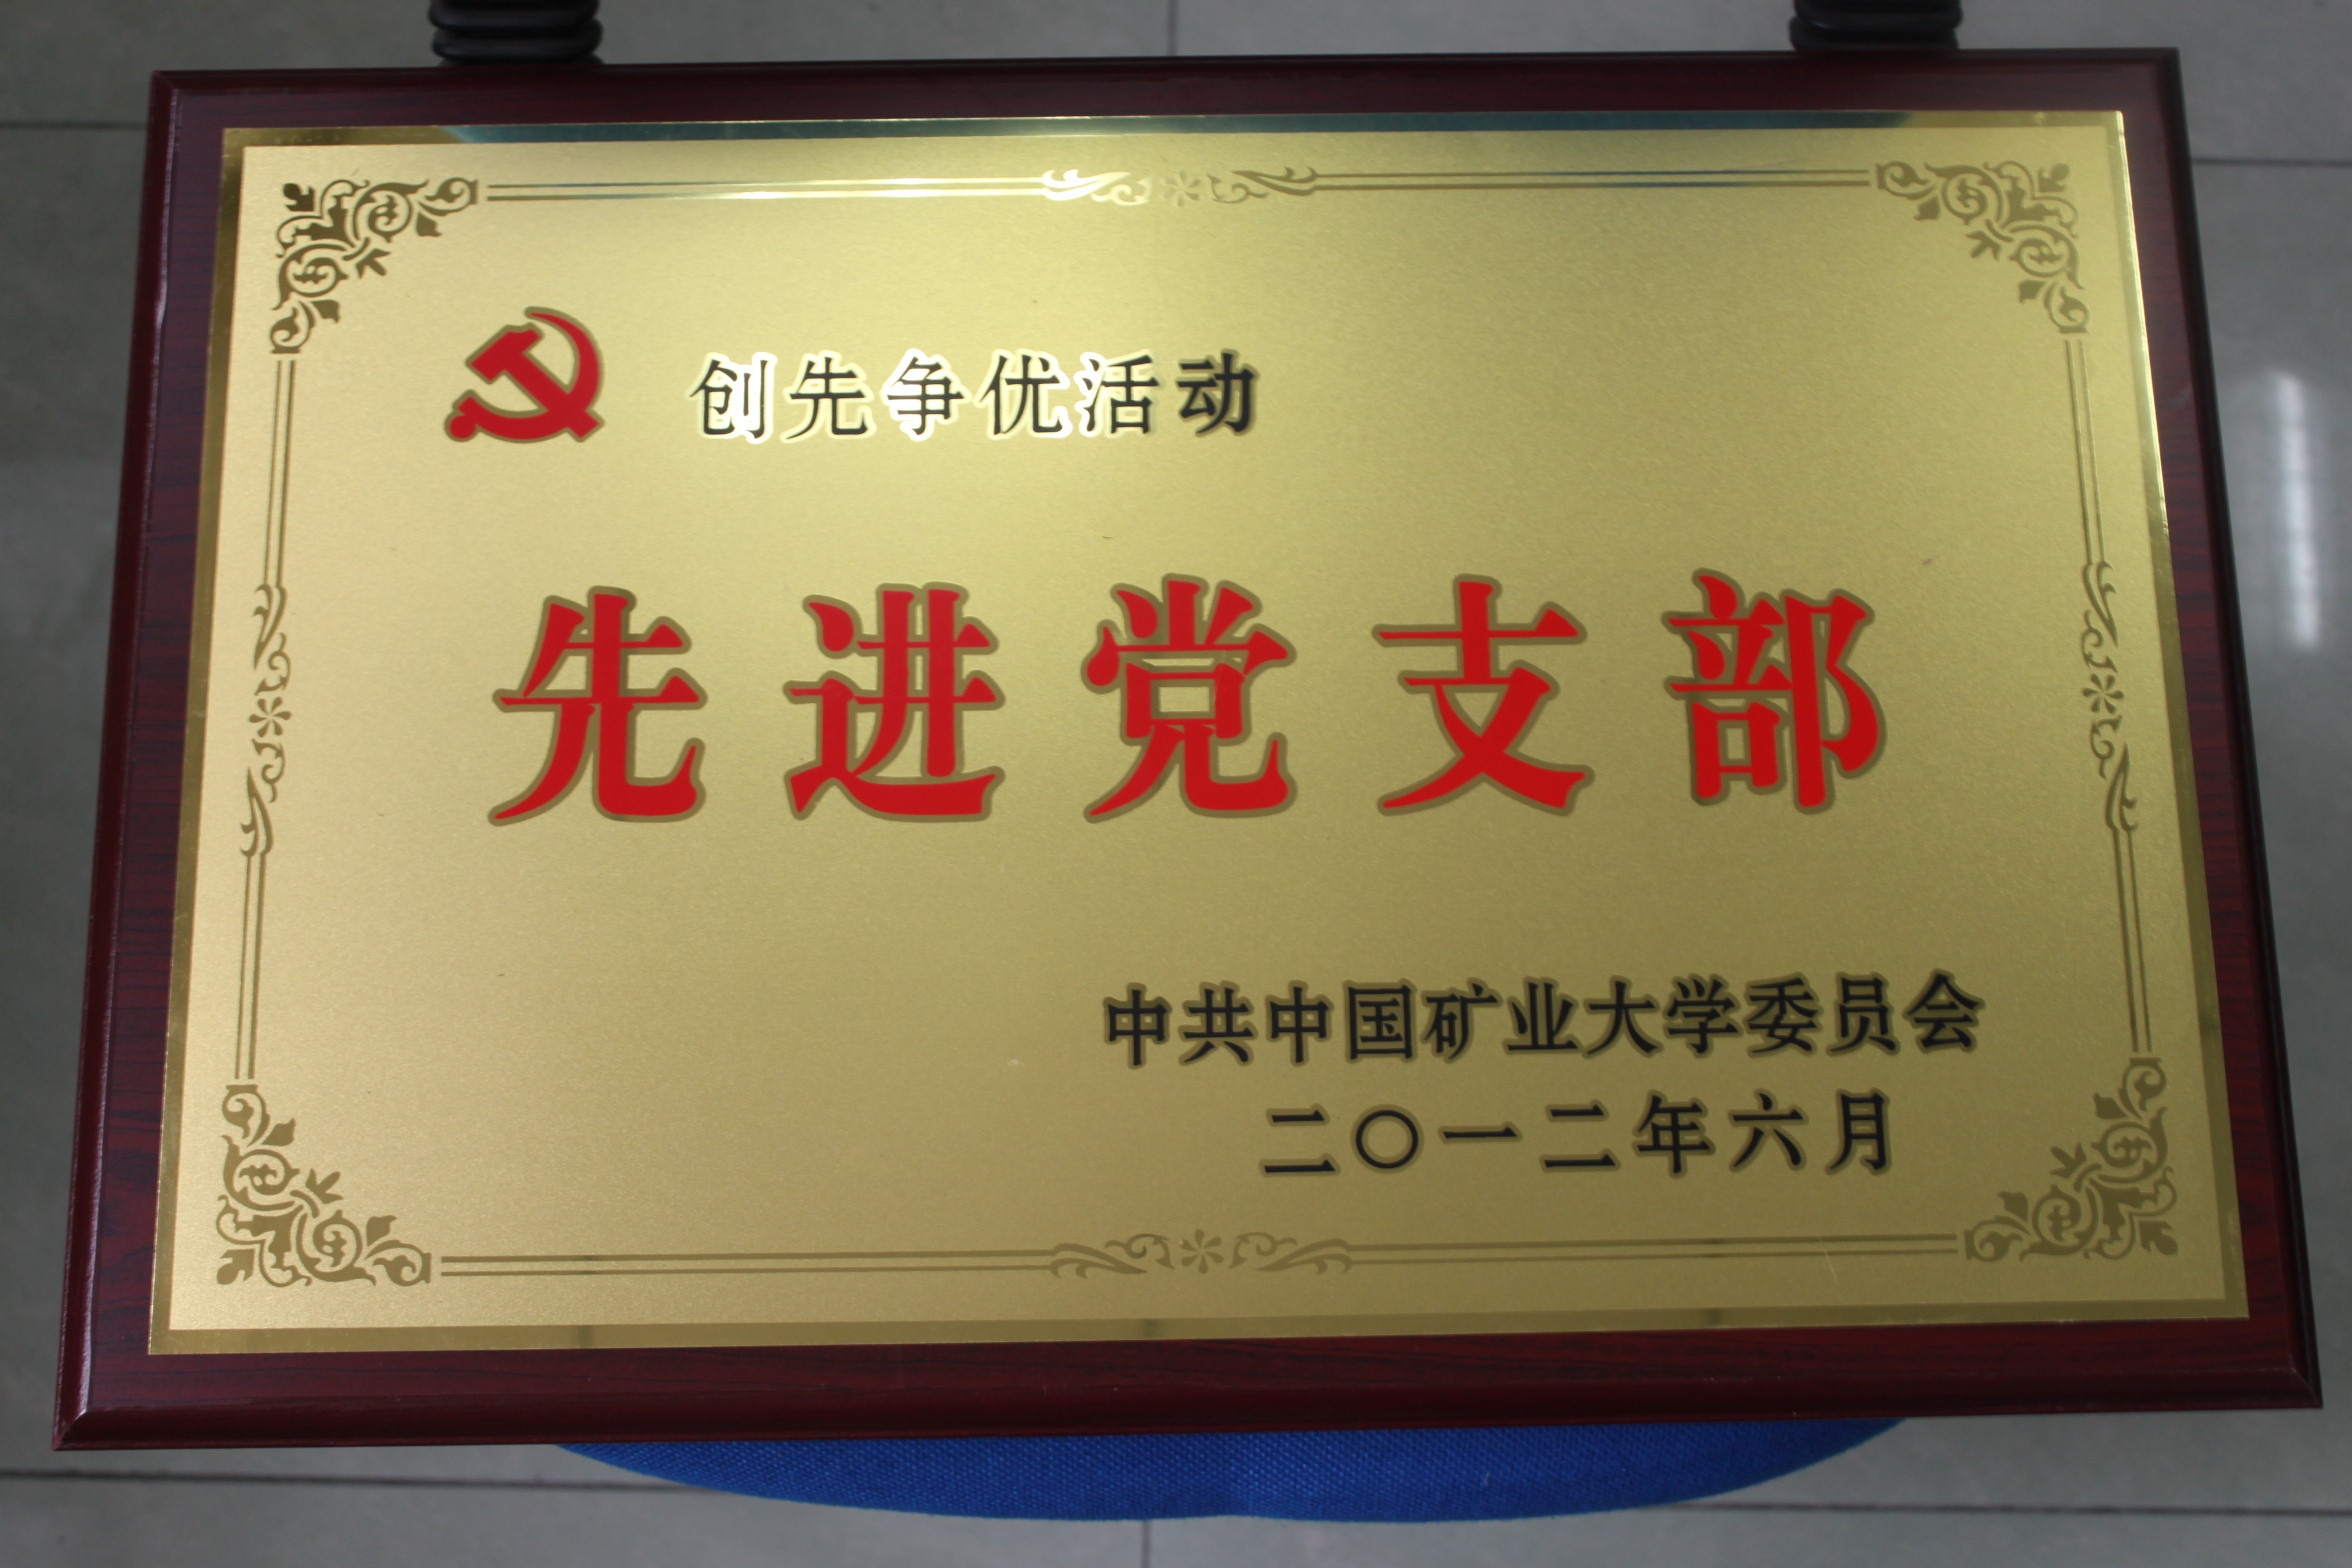 创先争优活动
先进党支部
中共中国矿业大学委员会
二〇一二年六月